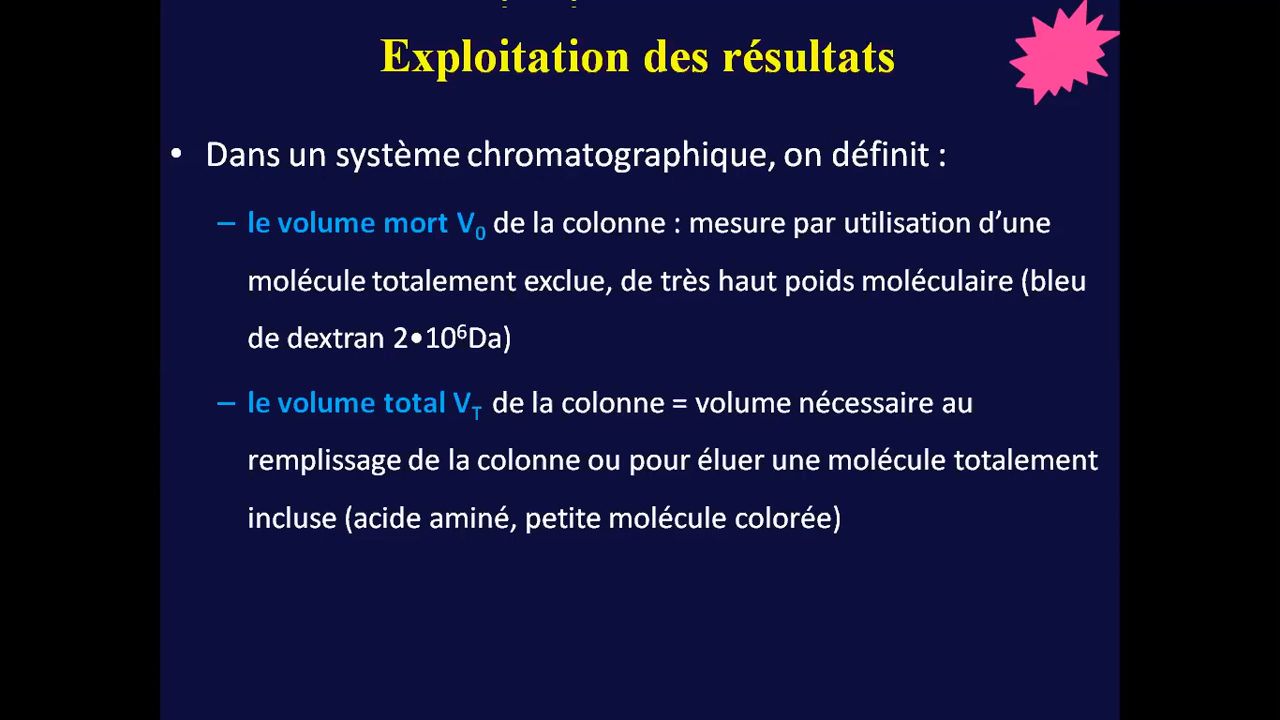 Exploitation des résultats
• Dans un système chromatographique, on définit :
– le volume mort V₀ de la colonne : mesure par utilisation d’une
molécule totalement exclue, de très haut poids moléculaire (bleu
de dextran 2•10⁶Da)
– le volume total V_T de la colonne = volume nécessaire au
remplissage de la colonne ou pour éluer une molécule totalement
incluse (acide aminé, petite molécule colorée)